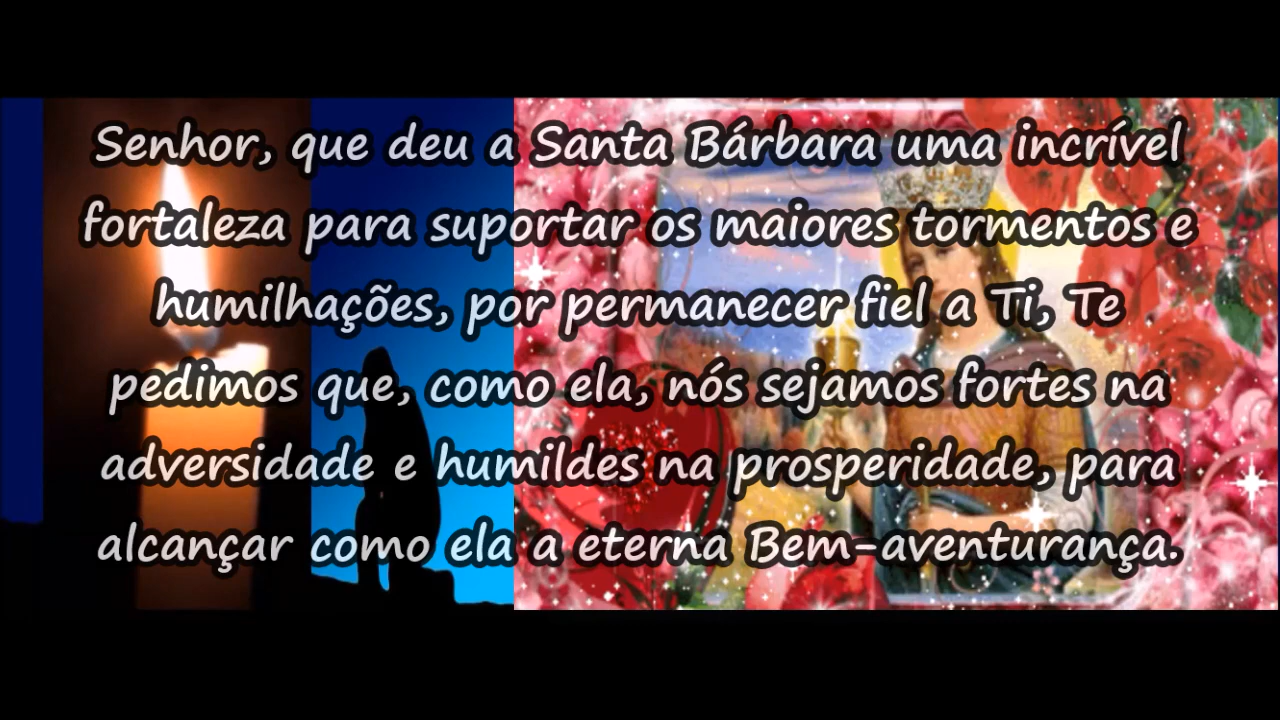 Senhor, que deu a Santa Bárbara uma incrível
fortaleza para suportar os maiores tormentos e
humilhações, por permanecer fiel a Ti, Te
pedimos que, como ela, nós sejamos fortes na
adversidade e humildes na prosperidade, para
alcançar como ela a eterna Bem-aventurança.